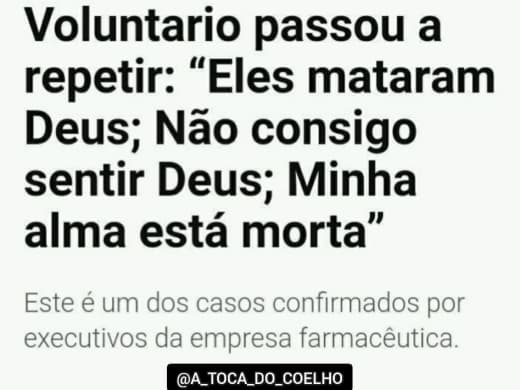 Voluntario passou a
repetir: “Eles mataram
Deus; Não consigo
sentir Deus; Minha
alma está morta”
Este é um dos casos confirmados por
executivos da empresa farmacêutica.
@A_TOCA_DO_COELHO